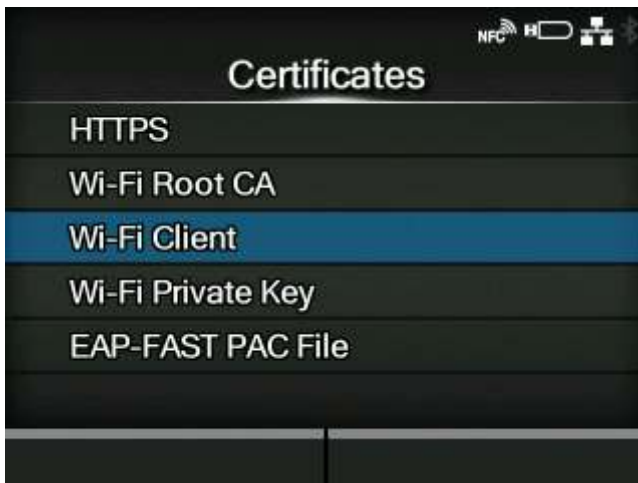 NFC H
Certificates
HTTPS
Wi-Fi Root CA
Wi-Fi Client
Wi-Fi Private Key
EAP-FAST PAC File